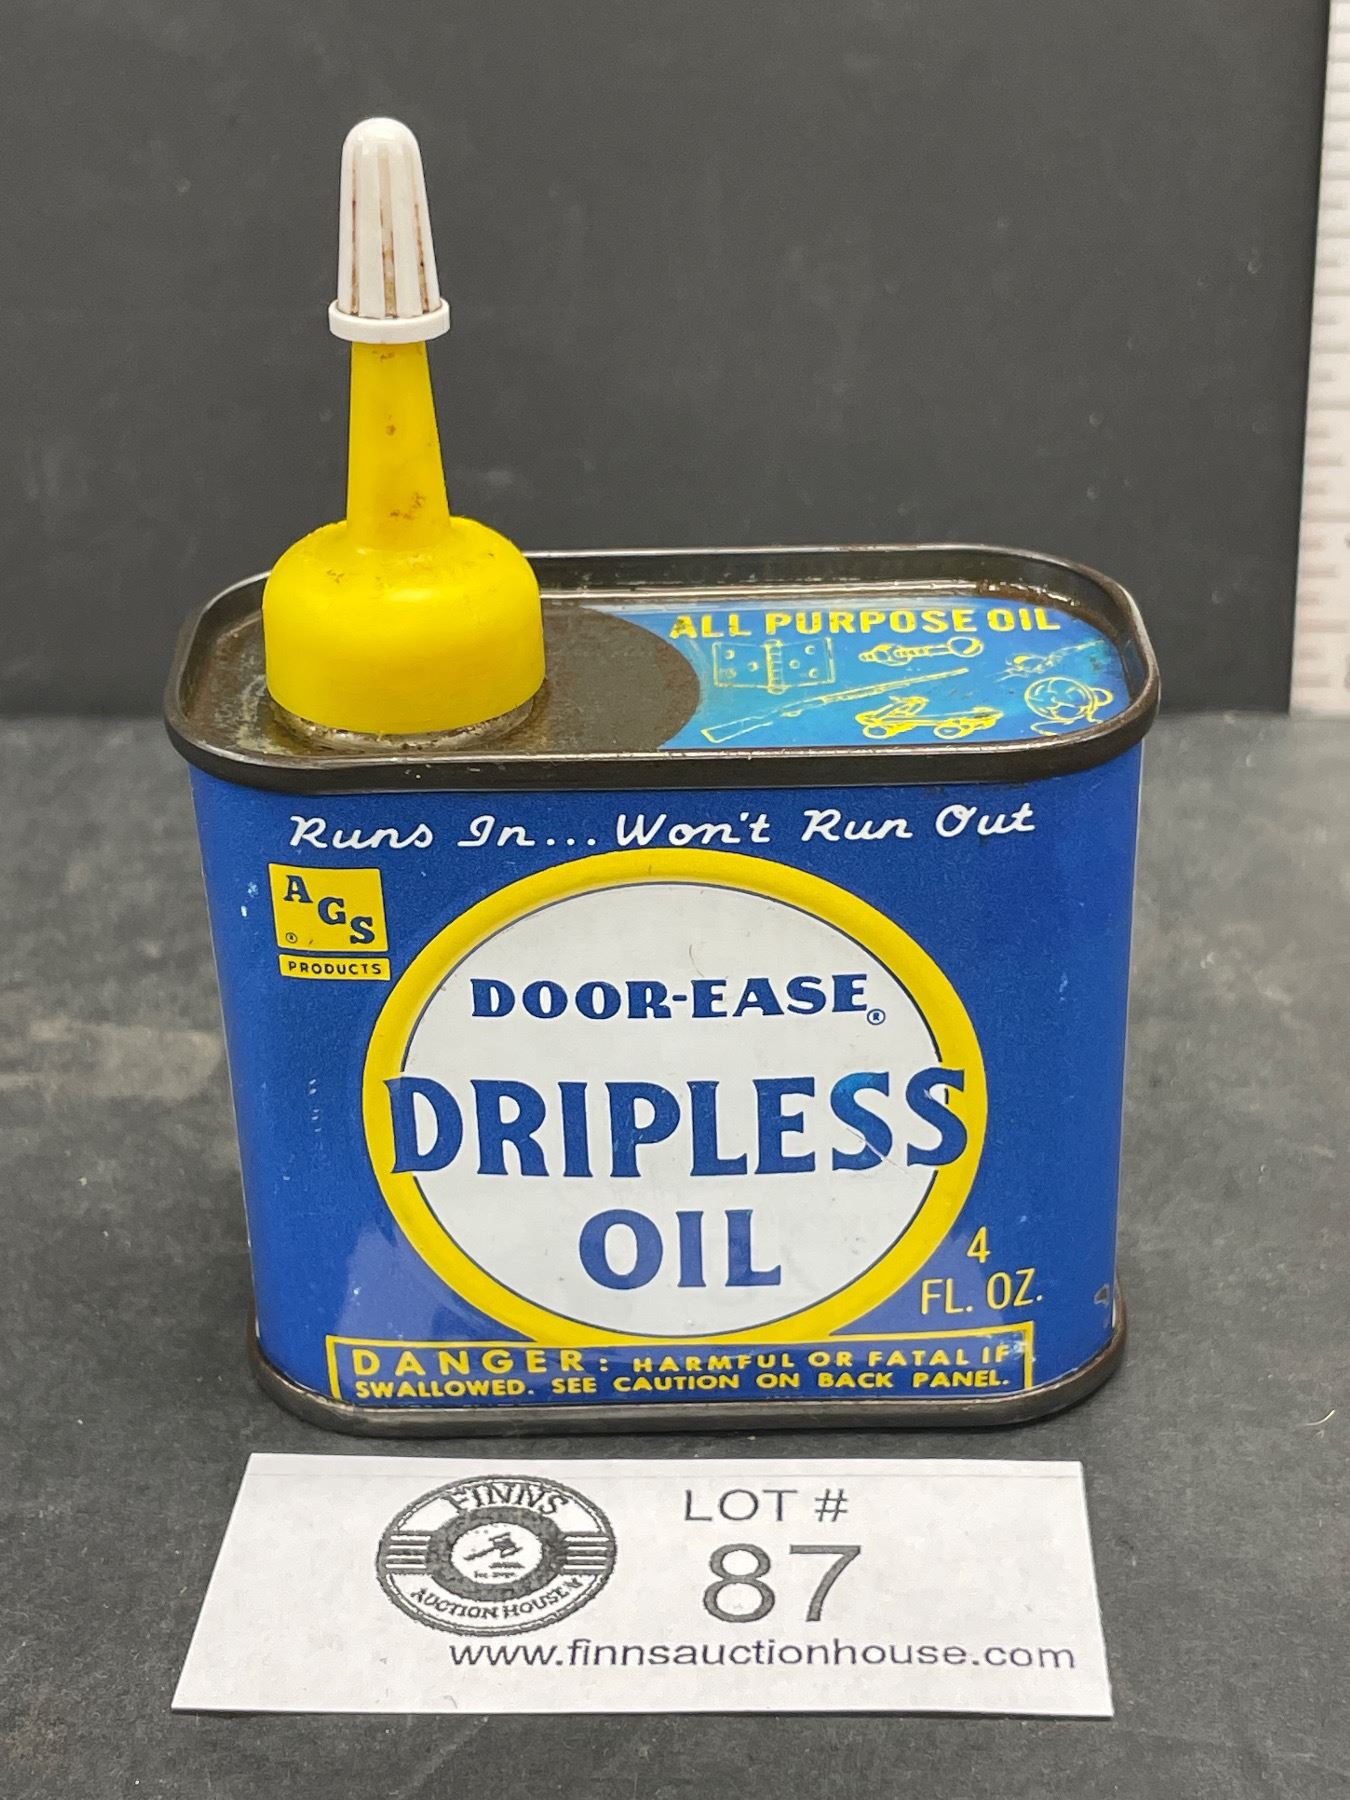 ALL PURPOSE OIL
Runs In... Won't Run Out
A
G
S
®
PRODUCTS
DOOR-EASE®
DRIPLESS
OIL
4
FL. OZ.
DANGER: HARMFUL OR FATAL IF
SWALLOWED. SEE CAUTION ON BACK PANEL.
FINNS
AUCTION HOUSE
LOT #
87
www.finnsauctionhouse.com